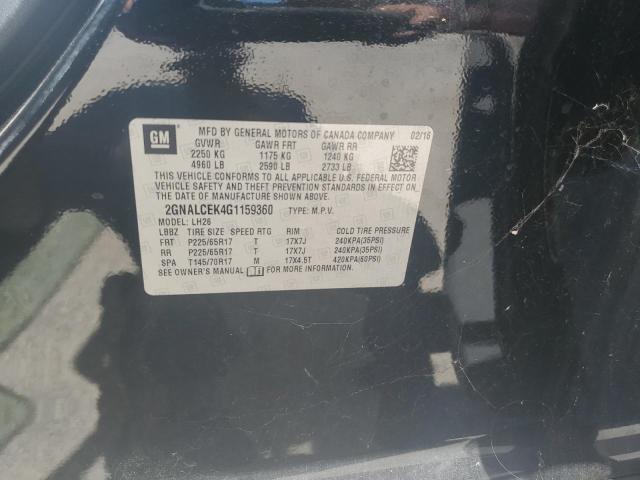 GM
MFD BY GENERAL MOTORS OF CANADA COMPANY 02/16
GVWR GAWR FRT GAWR RR
2250 KG 1175 KG 1240 KG
4960 LB 2590 LB 2733 LB
THIS VEHICLE CONFORMS TO ALL APPLICABLE U.S. FEDERAL MOTOR
VEHICLE SAFETY, BUMPER, AND THEFT PREVENTION STANDARDS IN
EFFECT ON THE DATE OF MANUFACTURE SHOWN ABOVE.
2GNALCEK4G1159360 TYPE: M.P.V.
MODEL: LH26
LBBZ TIRE SIZE SPEED RTG RIM COLD TIRE PRESSURE
FRT P225/65R17 T 17X7J 240KPA(35PSI)
RR P225/65R17 T 17X7J 240KPA(35PSI)
SPA T145/70R17 M 17X4.5T 420KPA(60PSI)
SEE OWNER'S MANUAL FOR MORE INFORMATION.